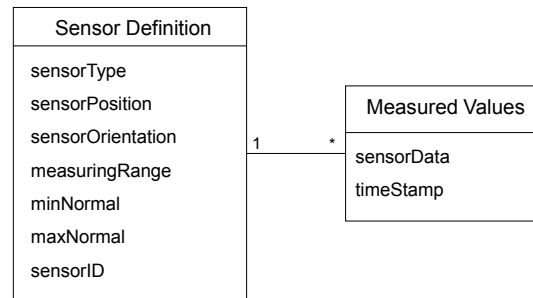 Sensor Definition
sensorType
sensorPosition
sensorOrientation
measuringRange
minNormal
maxNormal
sensorID
1
*
Measured Values
sensorData
timeStamp